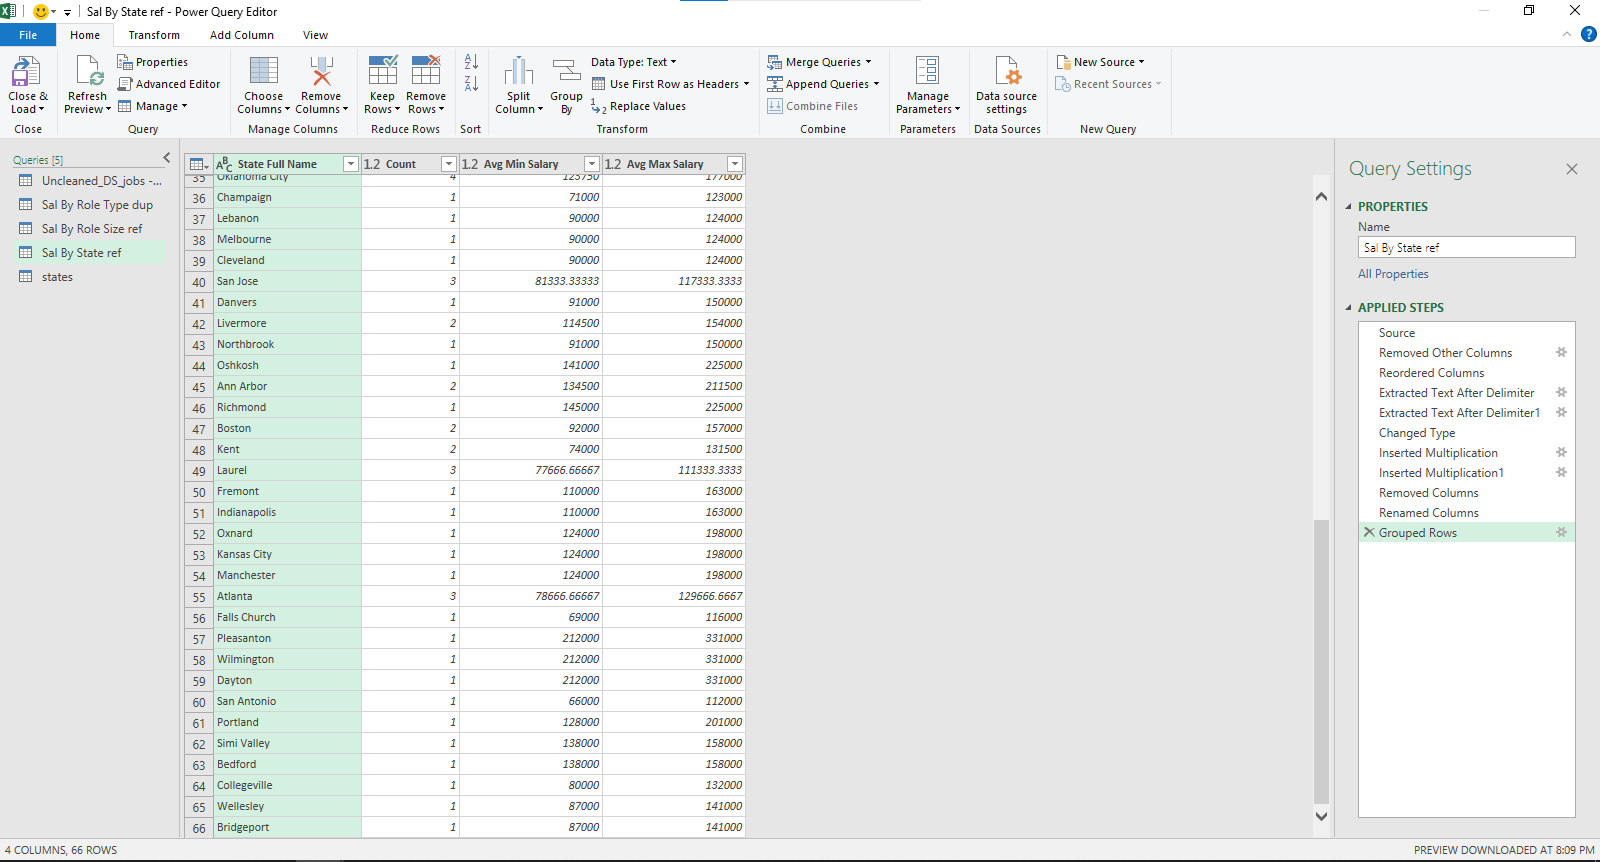 Sal By State ref - Power Query Editor
File Home Transform Add Column View
Close & Load
Close
Refresh Preview
Properties
Advanced Editor
Manage
Query
Choose Columns
Remove Columns
Manage Columns
Keep Rows
Remove Rows
Reduce Rows
Sort
Split Column
Group By
Data Type: Text
Use First Row as Headers
Replace Values
Transform
Merge Queries
Append Queries
Combine Files
Combine
Manage Parameters
Parameters
Data source settings
Data Sources
New Source
Recent Sources
New Query
Queries [5]
Uncleaned_DS_jobs -...
Sal By Role Type dup
Sal By Role Size ref
Sal By State ref
states
ABC State Full Name 1.2 Count 1.2 Avg Min Salary 1.2 Avg Max Salary
35 Oklahoma City 4 123750 177000
36 Champaign 1 71000 123000
37 Lebanon 1 90000 124000
38 Melbourne 1 90000 124000
39 Cleveland 1 90000 124000
40 San Jose 3 81333.33333 117333.3333
41 Danvers 1 91000 150000
42 Livermore 2 114500 154000
43 Northbrook 1 91000 150000
44 Oshkosh 1 141000 225000
45 Ann Arbor 2 134500 211500
46 Richmond 1 145000 225000
47 Boston 2 92000 157000
48 Kent 2 74000 131500
49 Laurel 3 77666.66667 111333.3333
50 Fremont 1 110000 163000
51 Indianapolis 1 110000 163000
52 Oxnard 1 124000 198000
53 Kansas City 1 124000 198000
54 Manchester 1 124000 198000
55 Atlanta 3 78666.66667 129666.6667
56 Falls Church 1 69000 116000
57 Pleasanton 1 212000 331000
58 Wilmington 1 212000 331000
59 Dayton 1 212000 331000
60 San Antonio 1 66000 112000
61 Portland 1 128000 201000
62 Simi Valley 1 138000 158000
63 Bedford 1 138000 158000
64 Collegeville 1 80000 132000
65 Wellesley 1 87000 141000
66 Bridgeport 1 87000 141000
Query Settings
PROPERTIES
Name
Sal By State ref
All Properties
APPLIED STEPS
Source
Removed Other Columns
Reordered Columns
Extracted Text After Delimiter
Extracted Text After Delimiter1
Changed Type
Inserted Multiplication
Inserted Multiplication1
Removed Columns
Renamed Columns
Grouped Rows
4 COLUMNS, 66 ROWS
PREVIEW DOWNLOADED AT 8:09 PM